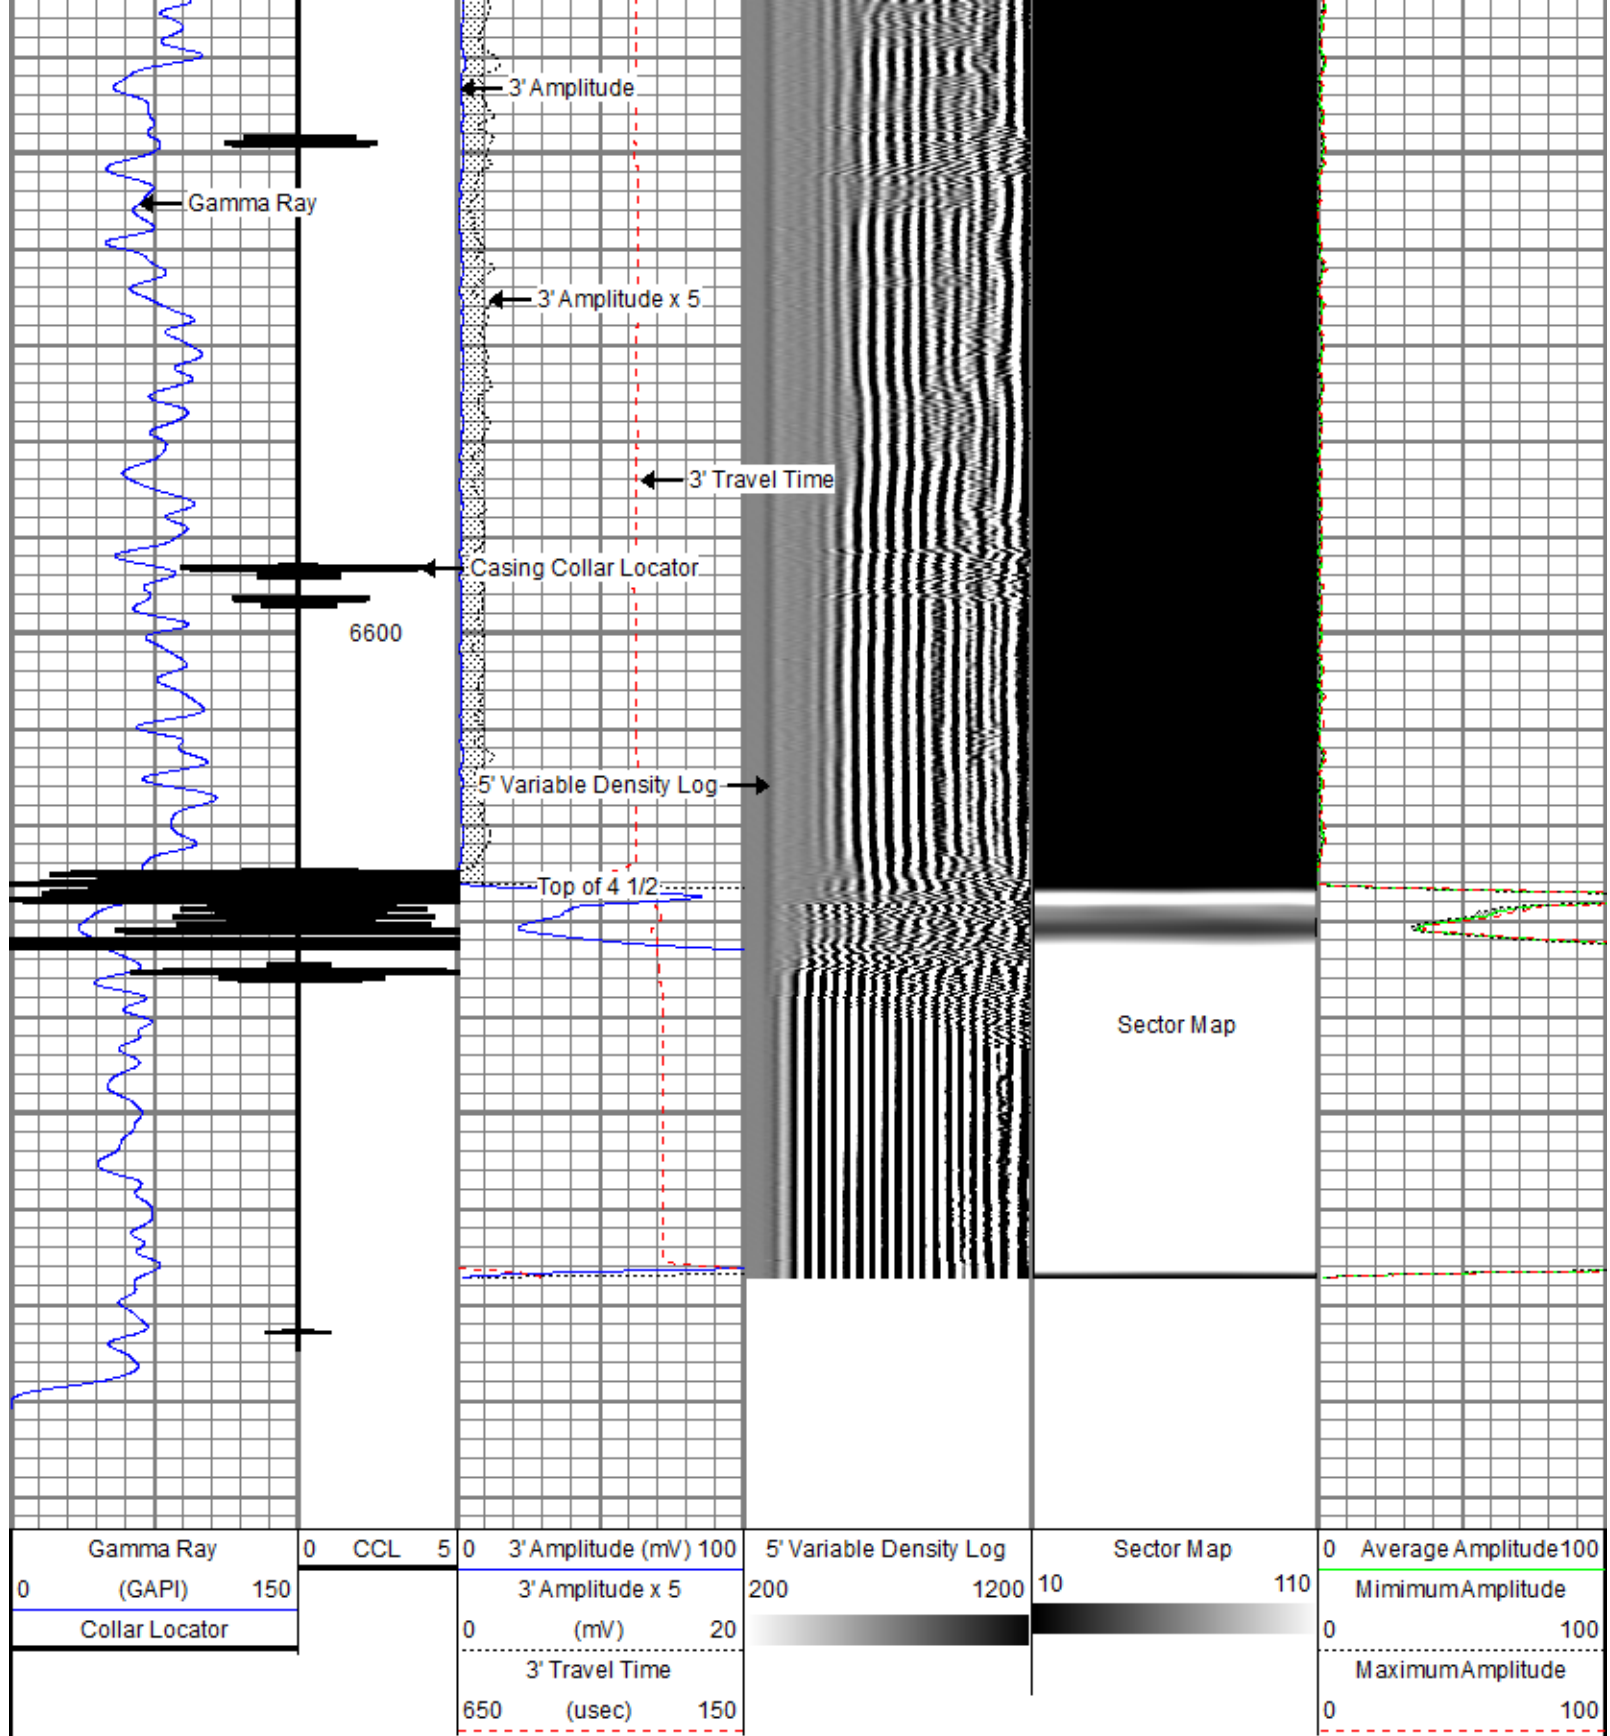 3' Amplitude
Gamma Ray
3' Amplitude x 5
3' Travel Time
Casing Collar Locator
6600
5' Variable Density Log
Top of 4 1/2
Sector Map
Gamma Ray
0 (GAPI) 150
Collar Locator
0 CCL 5
0 3' Amplitude (mV) 100
3' Amplitude x 5
0 (mV) 20
3' Travel Time
650 (usec) 150
5' Variable Density Log
200 1200
Sector Map
10 110
0 Average Amplitude 100
Mimimum Amplitude
0 100
Maximum Amplitude
0 100